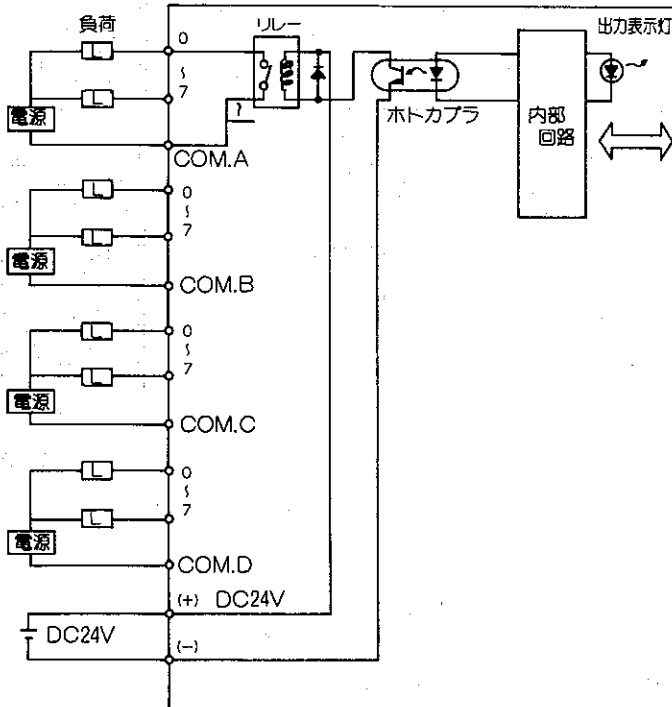 負荷
リレー
出力表示灯
L
0
〜
7
L
電源
COM.A
〜
ホトカプラ
内部
回路
L
0
〜
7
L
電源
COM.B
L
0
〜
7
L
電源
COM.C
L
0
〜
7
L
電源
COM.D
(+) DC24V
DC24V
(-)